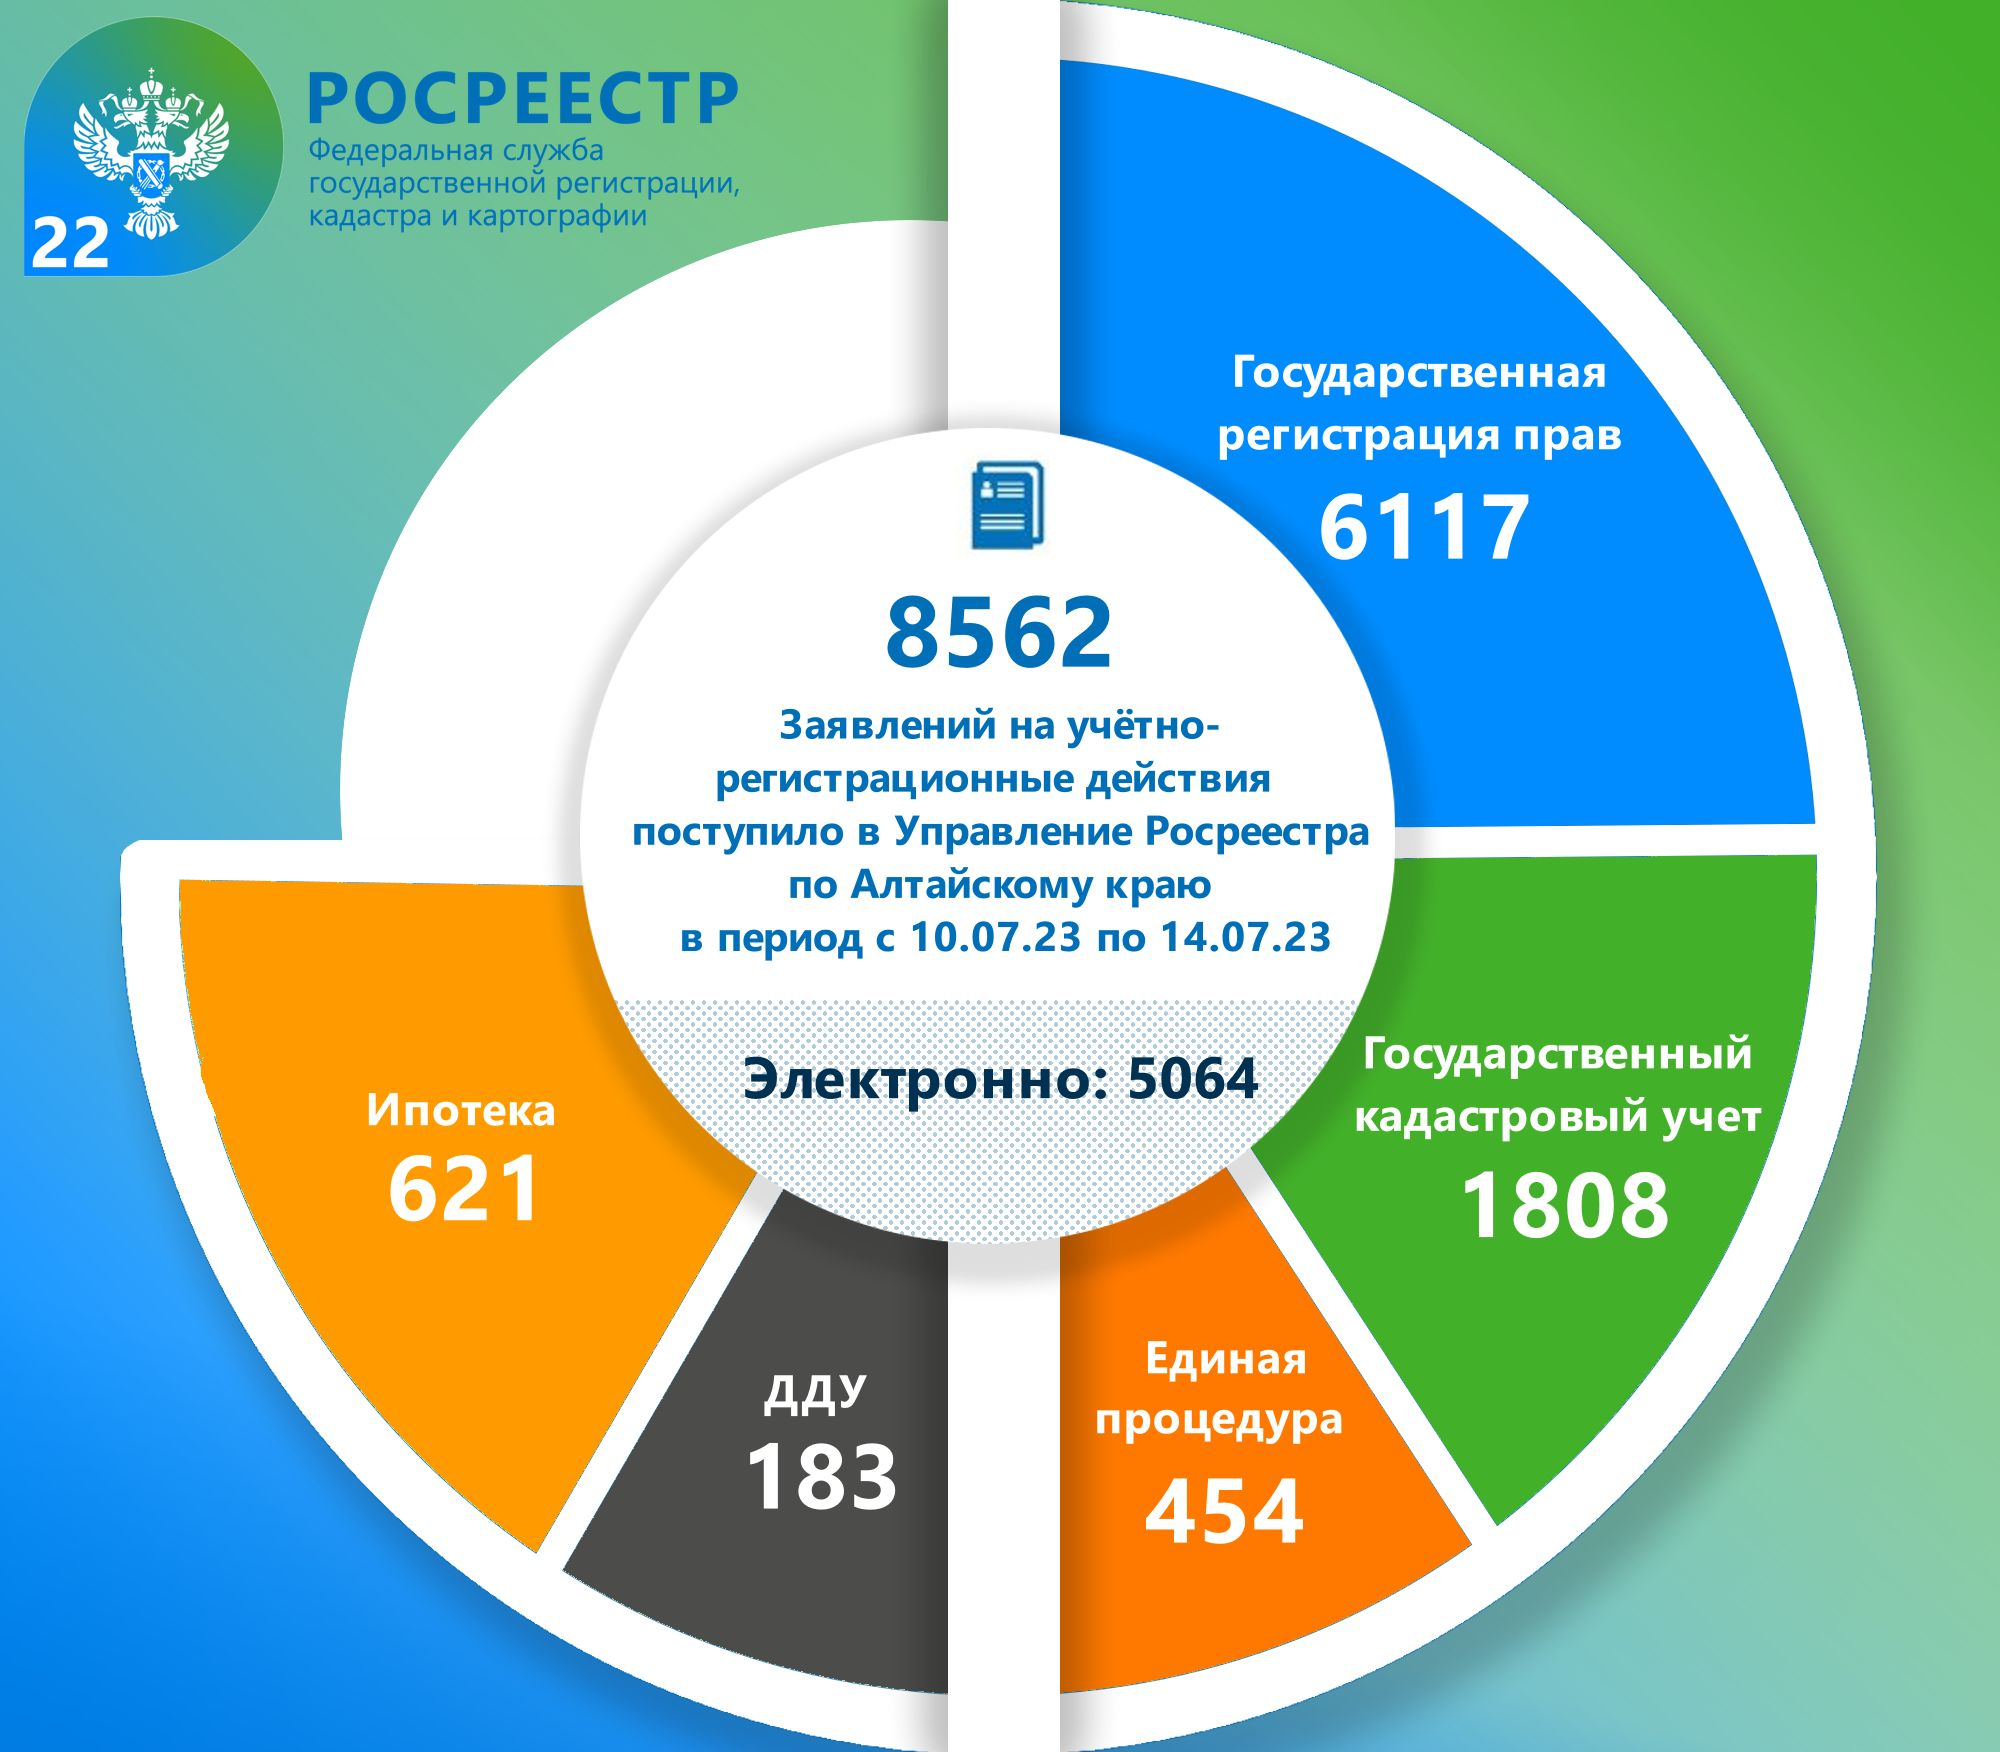 РОСРЕЕСТР
Федеральная служба
государственной регистрации,
кадастра и картографии
22
Государственная
регистрация прав
6117
8562
Заявлений на учётно-
регистрационные действия
поступило в Управление Росреестра
по Алтайскому краю
в период с 10.07.23 по 14.07.23
Электронно: 5064
Государственный
кадастровый учет
1808
Ипотека
621
ДДУ
183
Единая
процедура
454